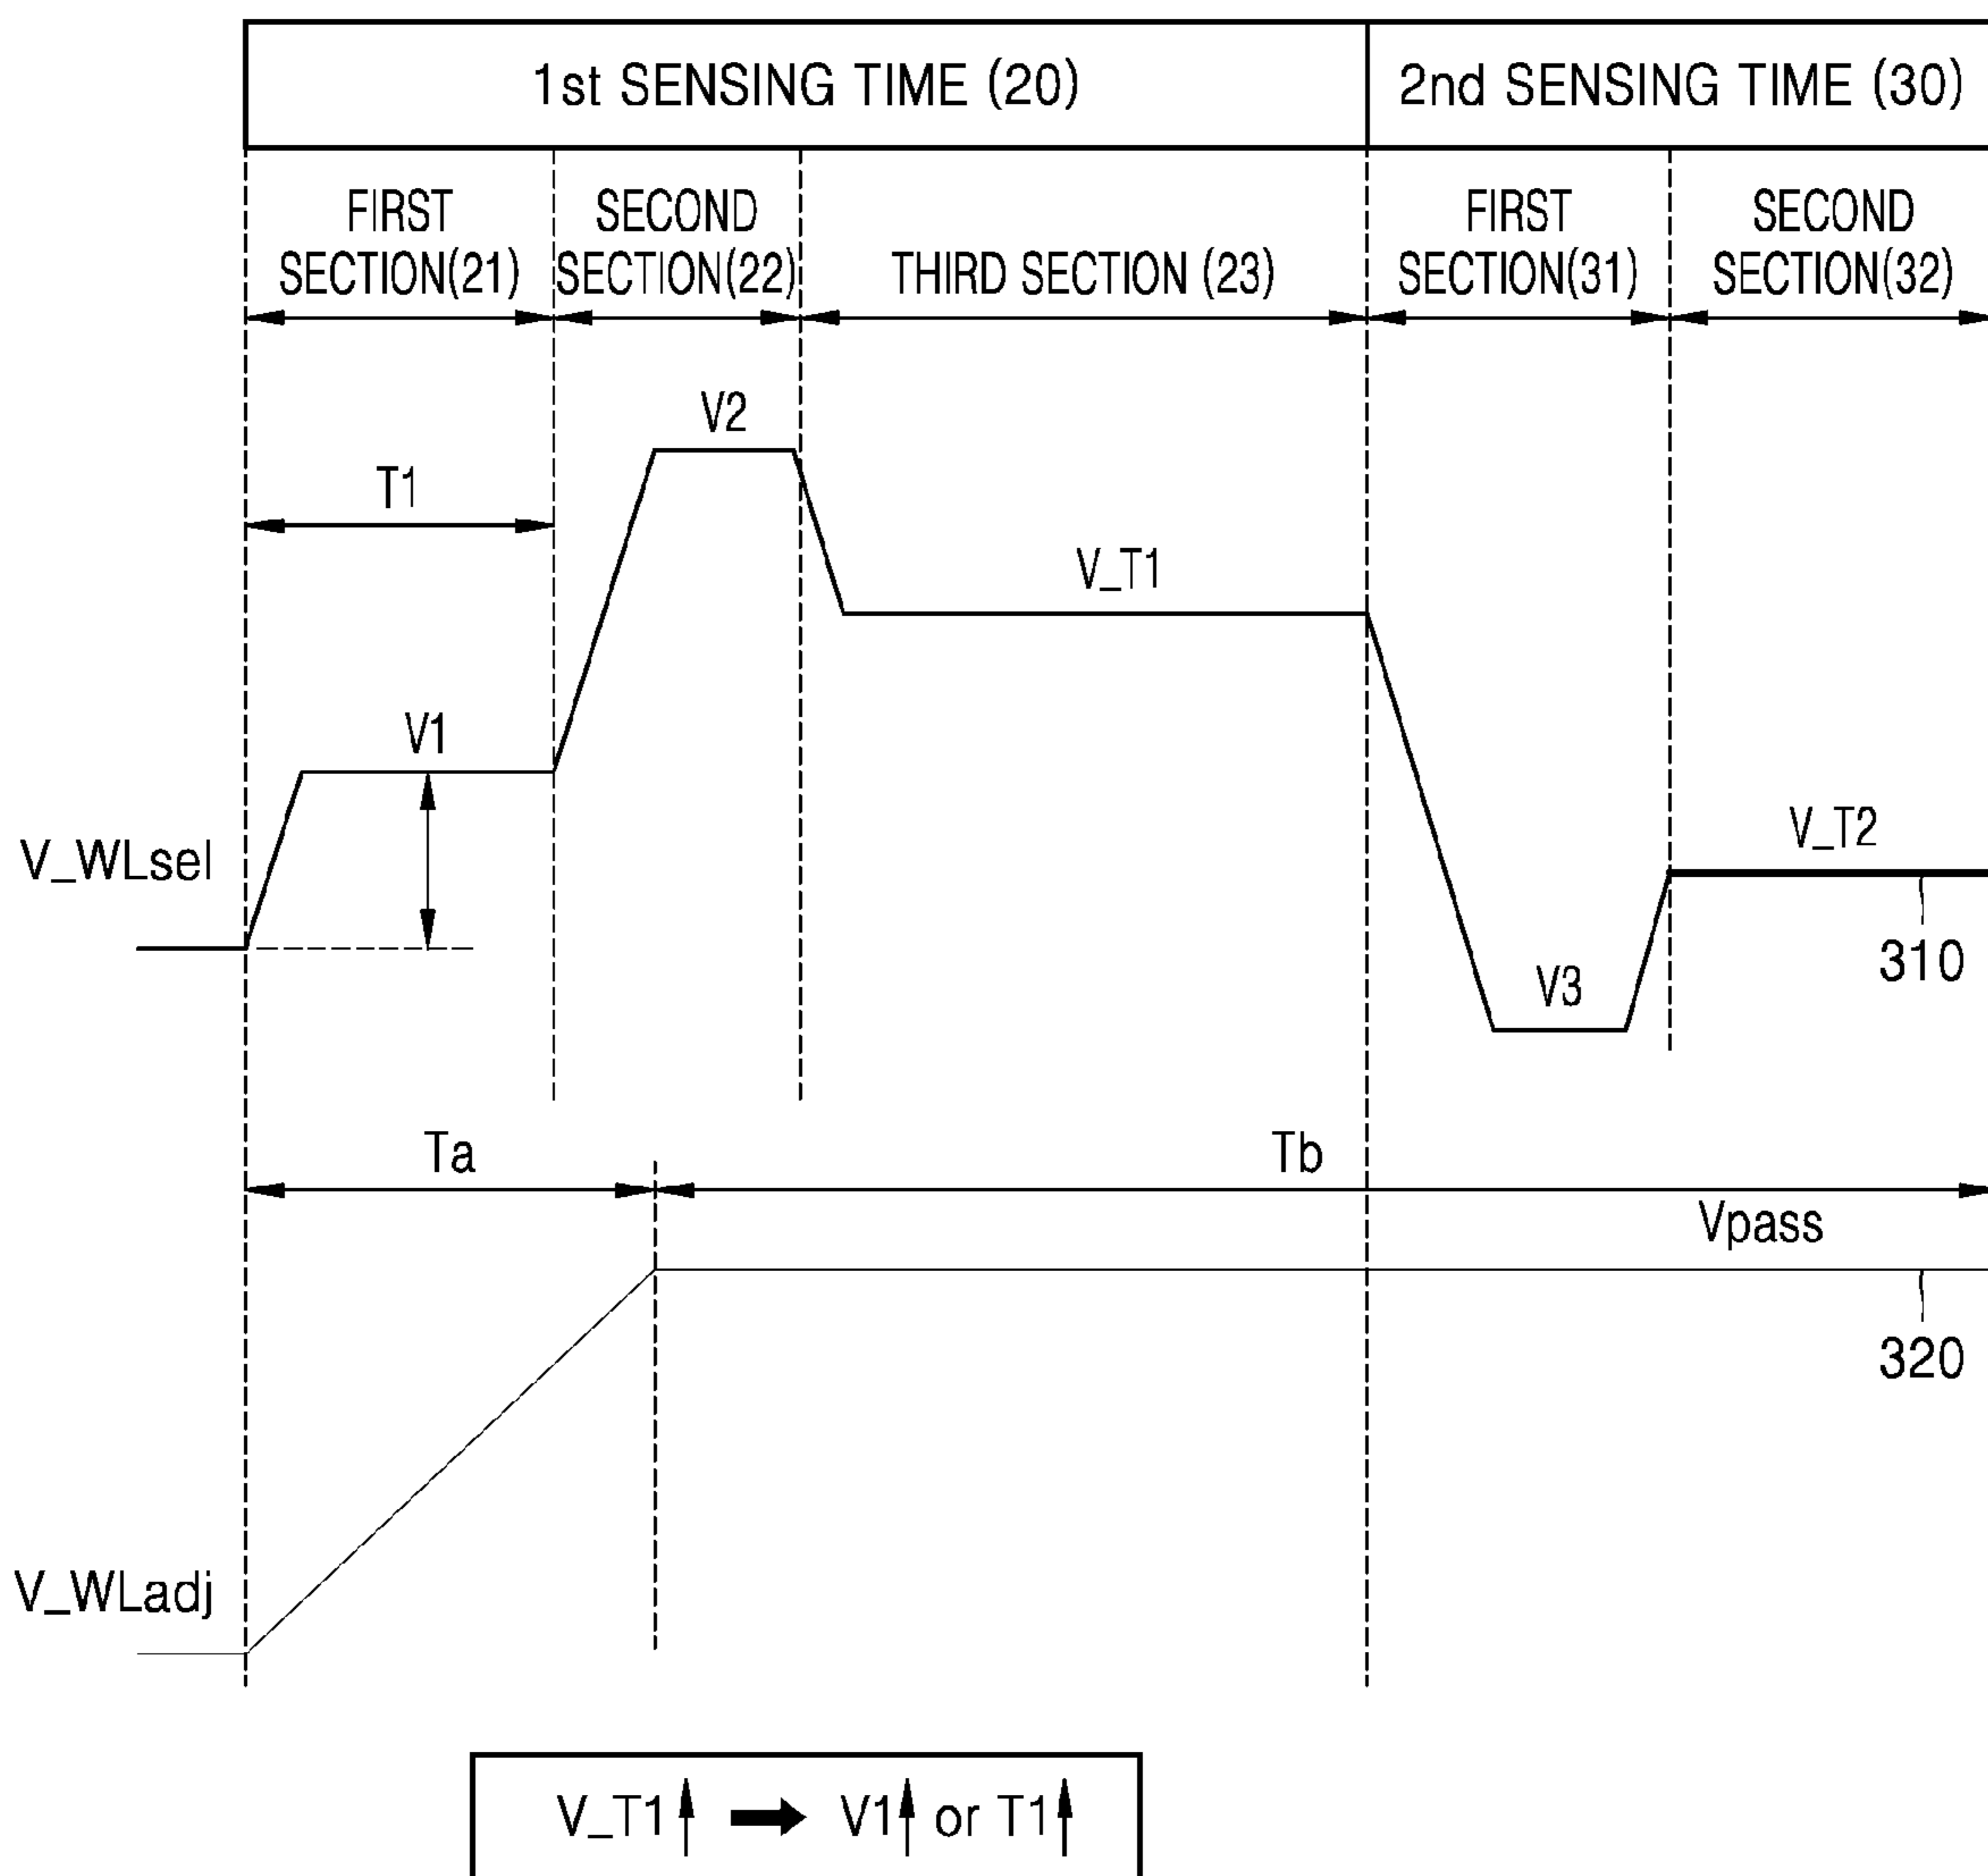 1st SENSING TIME (20)
2nd SENSING TIME (30)
FIRST
SECTION(21)
SECOND
SECTION(22)
THIRD SECTION (23)
FIRST
SECTION(31)
SECOND
SECTION(32)
V2
T1
V_T1
V1
V_WLsel
V_T2
310
V3
Ta
Tb
Vpass
320
V_WLadj
V_T1↑ ➡ V1↑ or T1↑